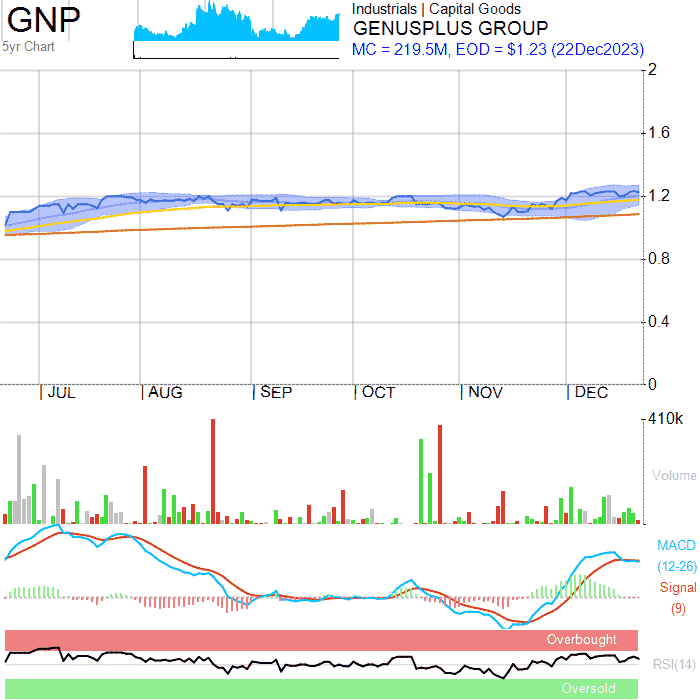 GNP
5yr Chart
Industrials | Capital Goods
GENUSPLUS GROUP
MC = 219.5M, EOD = $1.23 (22Dec2023)
2
1.6
1.2
0.8
0.4
0
JUL AUG SEP OCT NOV DEC
410k
Volume
MACD
(12-26)
Signal
(9)
Overbought
RSI(14)
Oversold